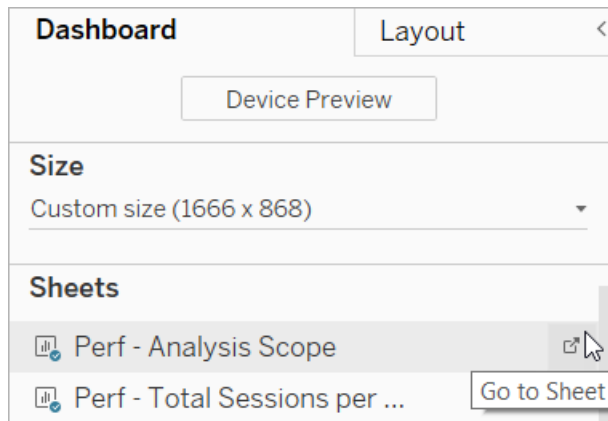 Dashboard
Layout
Device Preview
Size
Custom size (1666 x 868)
Sheets
Perf - Analysis Scope
Perf - Total Sessions per ...
Go to Sheet